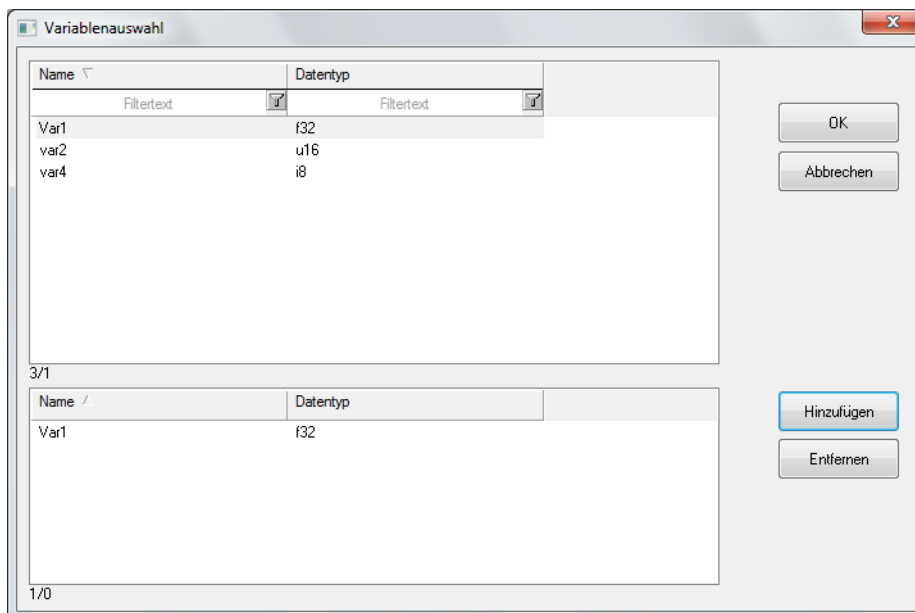 Variablenauswahl
Name Datentyp
Filtertext Filtertext
Var1 f32
var2 u16
var4 i8
OK
Abbrechen
3/1
Name Datentyp
Var1 f32
Hinzufügen
Entfernen
1/0